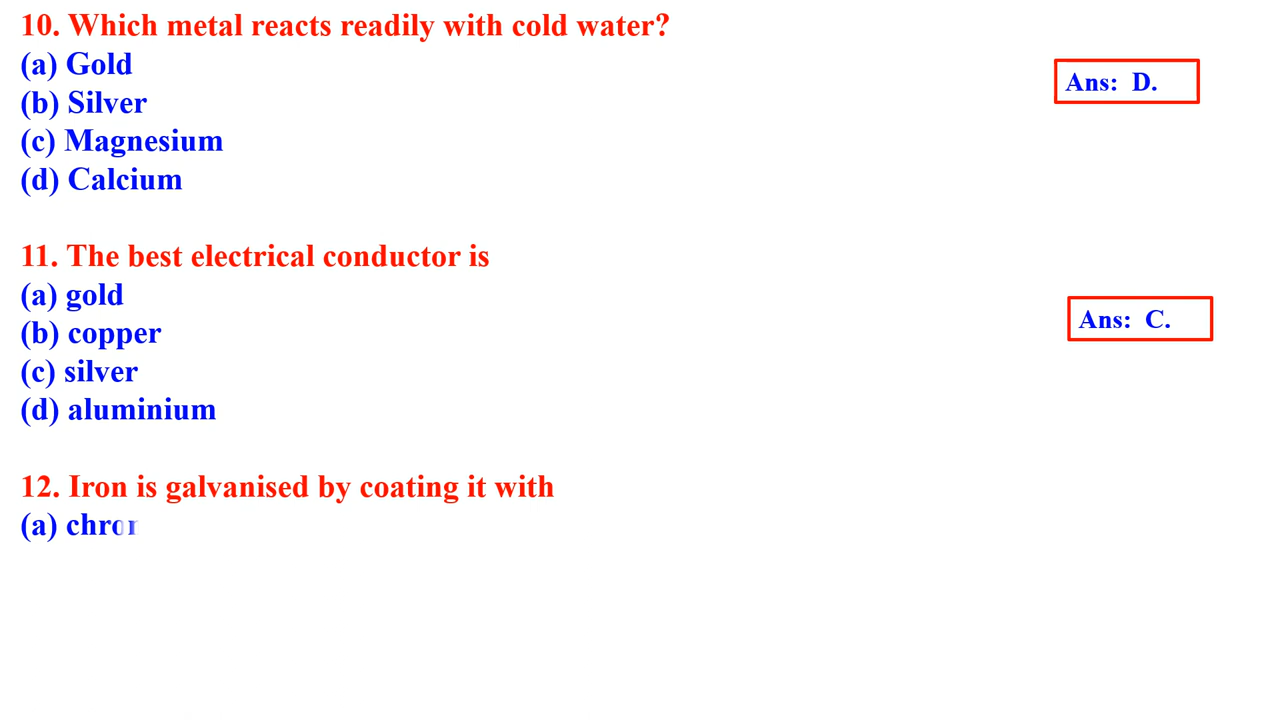 10. Which metal reacts readily with cold water?
(a) Gold
Ans: D.
(b) Silver
(c) Magnesium
(d) Calcium
11. The best electrical conductor is
(a) gold
Ans: C.
(b) copper
(c) silver
(d) aluminium
12. Iron is galvanised by coating it with
(a)